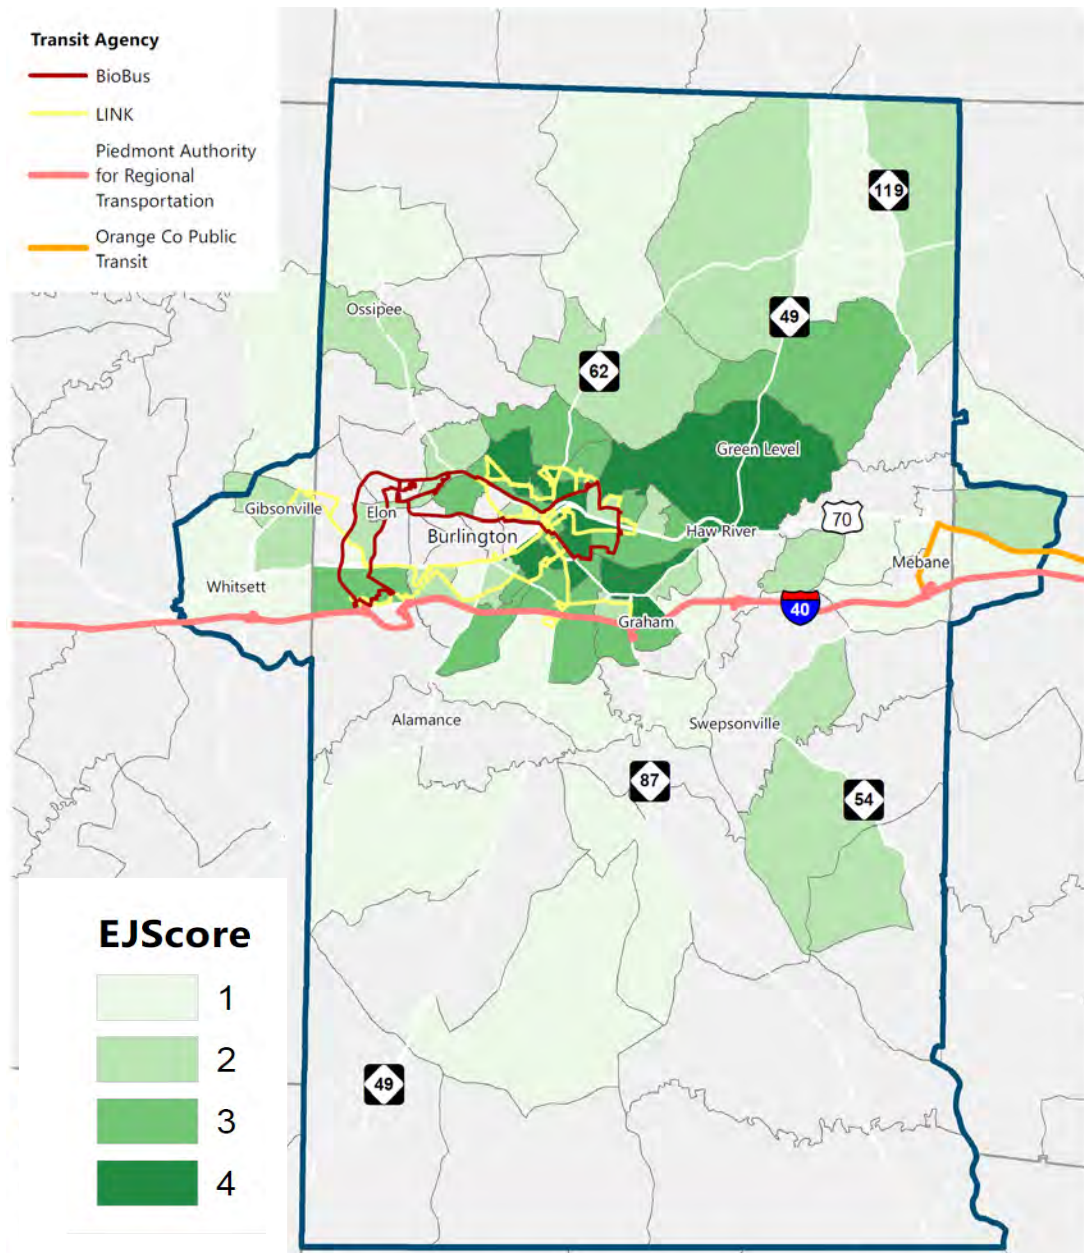 Transit Agency
BioBus
LINK
Piedmont Authority
for Regional
Transportation
Orange Co Public
Transit
119
Ossipee
49
62
Green Level
Gibsonville
Elon
70
Burlington
Haw River
Mebane
Whitsett
40
Graham
Alamance
Swepsonville
87
54
EJScore
1
2
3
4
49